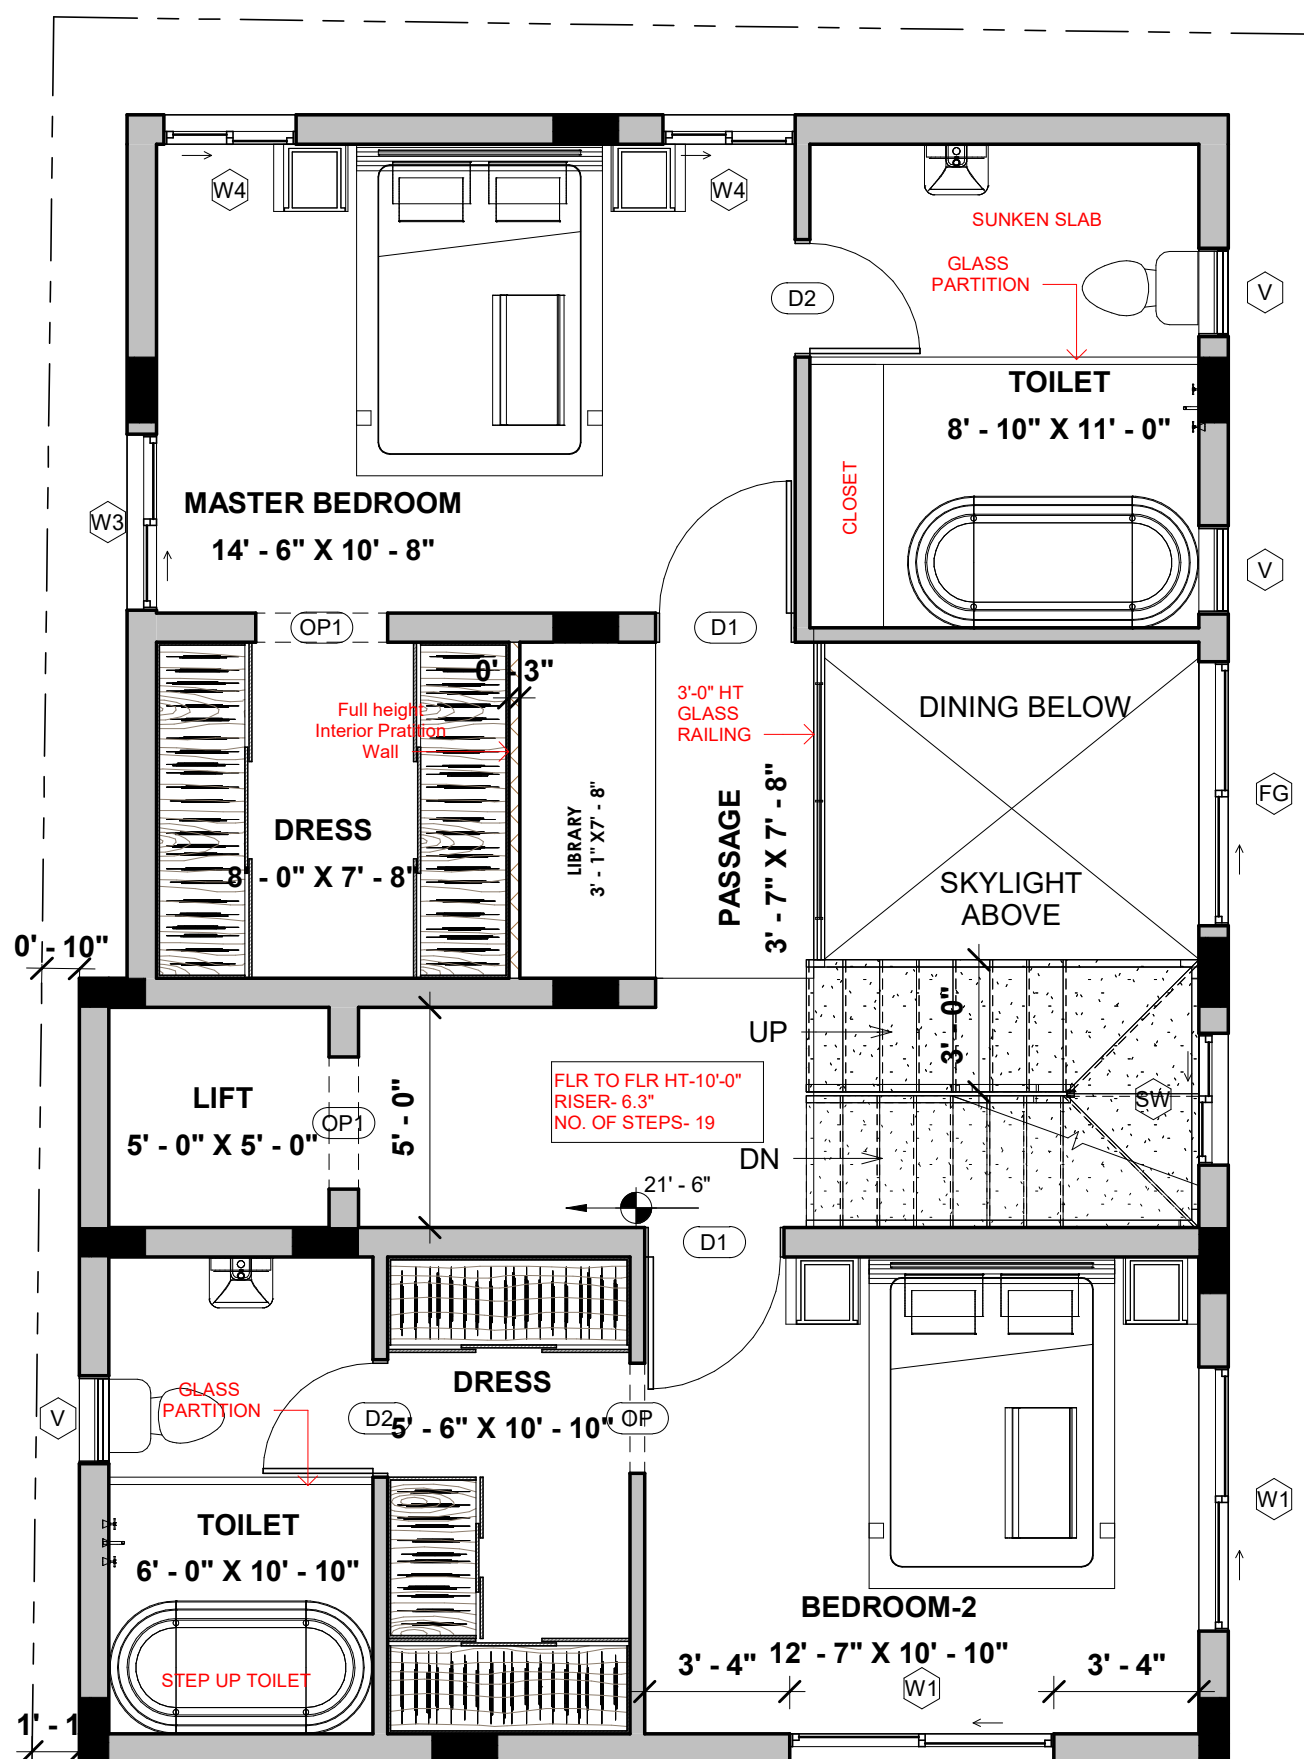 W4
W4
SUNKEN SLAB
GLASS
PARTITION
D2
V
TOILET
8' - 10" X 11' - 0"
CLOSET
MASTER BEDROOM
14' - 6" X 10' - 8"
W3
V
OP1
D1
0' - 3"
Full height
Interior Pratition
Wall
3'-0" HT
GLASS
RAILING
DINING BELOW
DRESS
8' - 0" X 7' - 8"
LIBRARY
3' - 1" X7' - 8"
PASSAGE
3' - 7" X 7' - 8"
FG
SKYLIGHT
ABOVE
0' - 10"
UP
3' - 0"
FLR TO FLR HT-10'-0"
RISER- 6.3"
NO. OF STEPS- 19
LIFT
5' - 0" X 5' - 0"
OP1
5' - 0"
SW
DN
21' - 6"
D1
DRESS
5' - 6" X 10' - 10"
GLASS
PARTITION
V
D2
OP
TOILET
6' - 0" X 10' - 10"
W1
BEDROOM-2
12' - 7" X 10' - 10"
3' - 4"
3' - 4"
STEP UP TOILET
W1
1' - 1